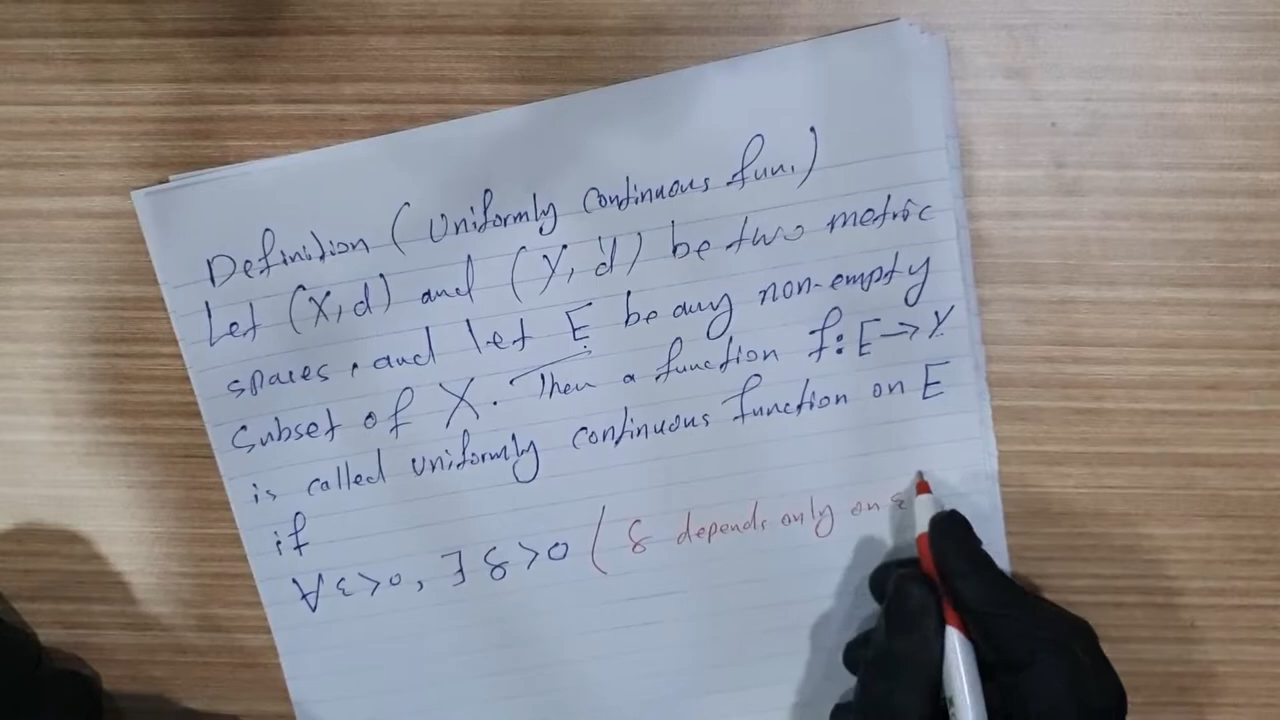 Definition (Uniformly Continuous fun.)
Let (X,d) and (Y,d') be two metric
spaces, and let E be any non-empty
subset of X. Then a function f:E→Y
is called uniformly continuous function on E
if
∀ε>0, ∃δ>0 (δ depends only on ε